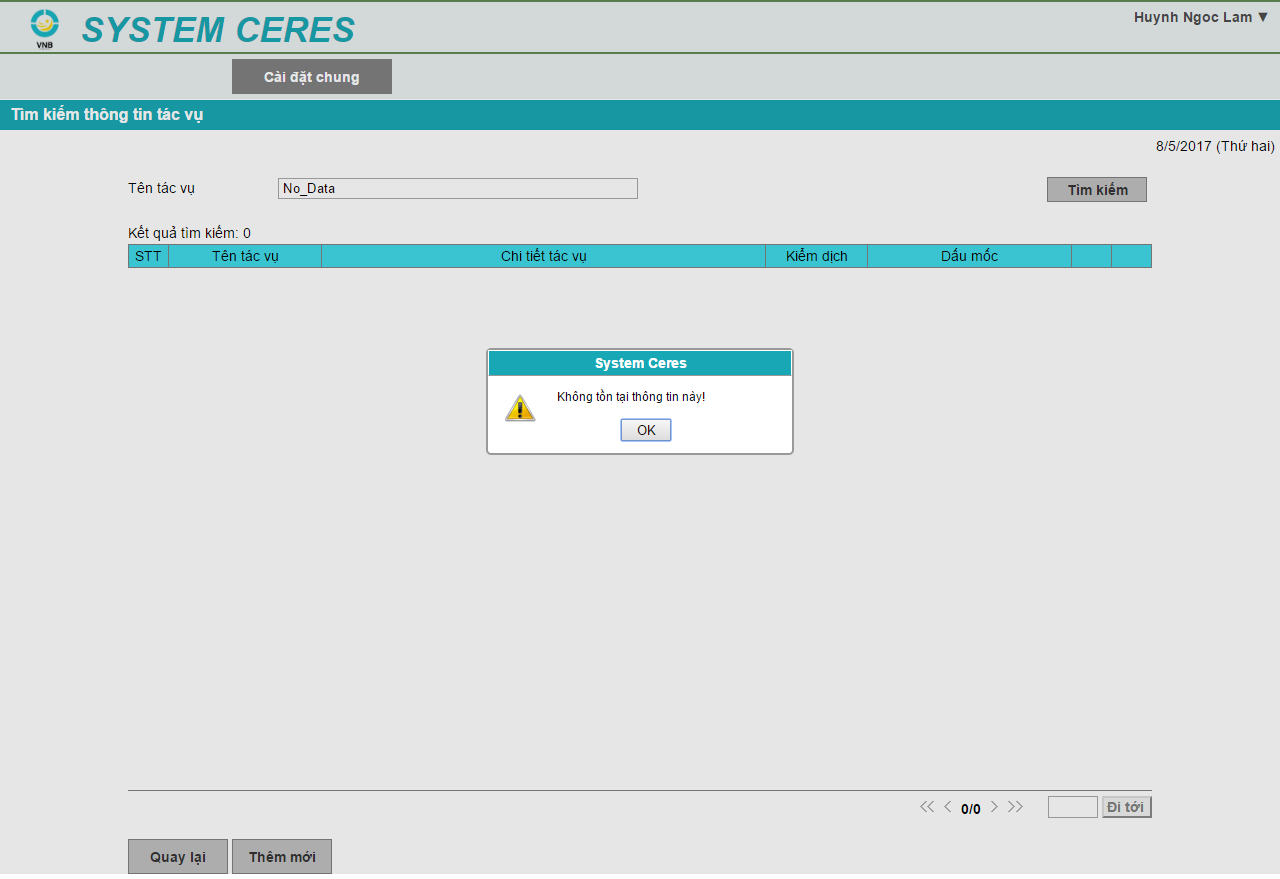 VNB
SYSTEM CERES
Huynh Ngoc Lam ▼
Cài đặt chung
Tìm kiếm thông tin tác vụ
8/5/2017 (Thứ hai)
Tên tác vụ No_Data Tìm kiếm
Kết quả tìm kiếm: 0
STT Tên tác vụ Chi tiết tác vụ Kiểm dịch Dấu mốc
System Ceres
Không tồn tại thông tin này!
OK
<< < 0/0 > >> Đi tới
Quay lại Thêm mới